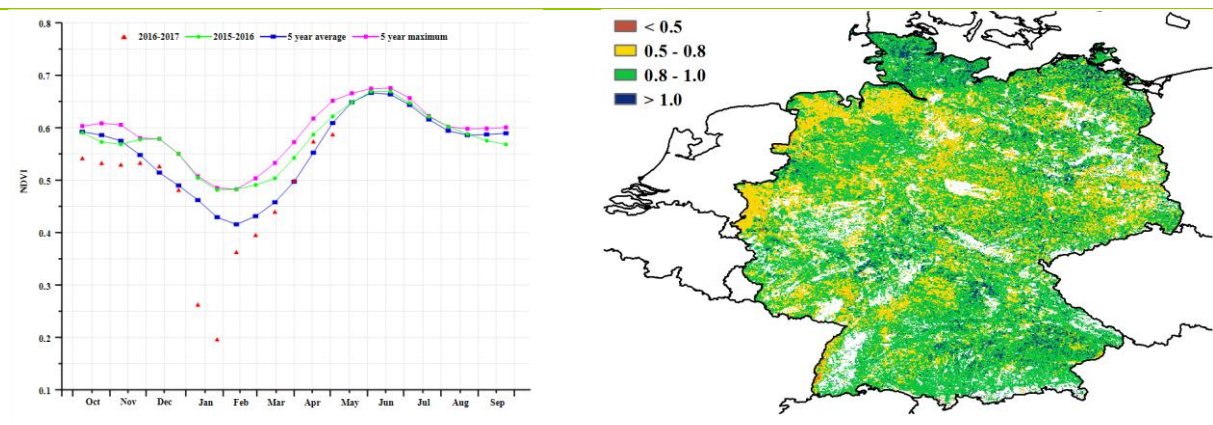 2016-2017 2015-2016 5 year average 5 year maximum
0.8
0.7
0.6
0.5
0.4
0.3
0.2
0.1
NDVI
Oct Nov Dec Jan Feb Mar Apr May Jun Jul Aug Sep
< 0.5
0.5 - 0.8
0.8 - 1.0
> 1.0